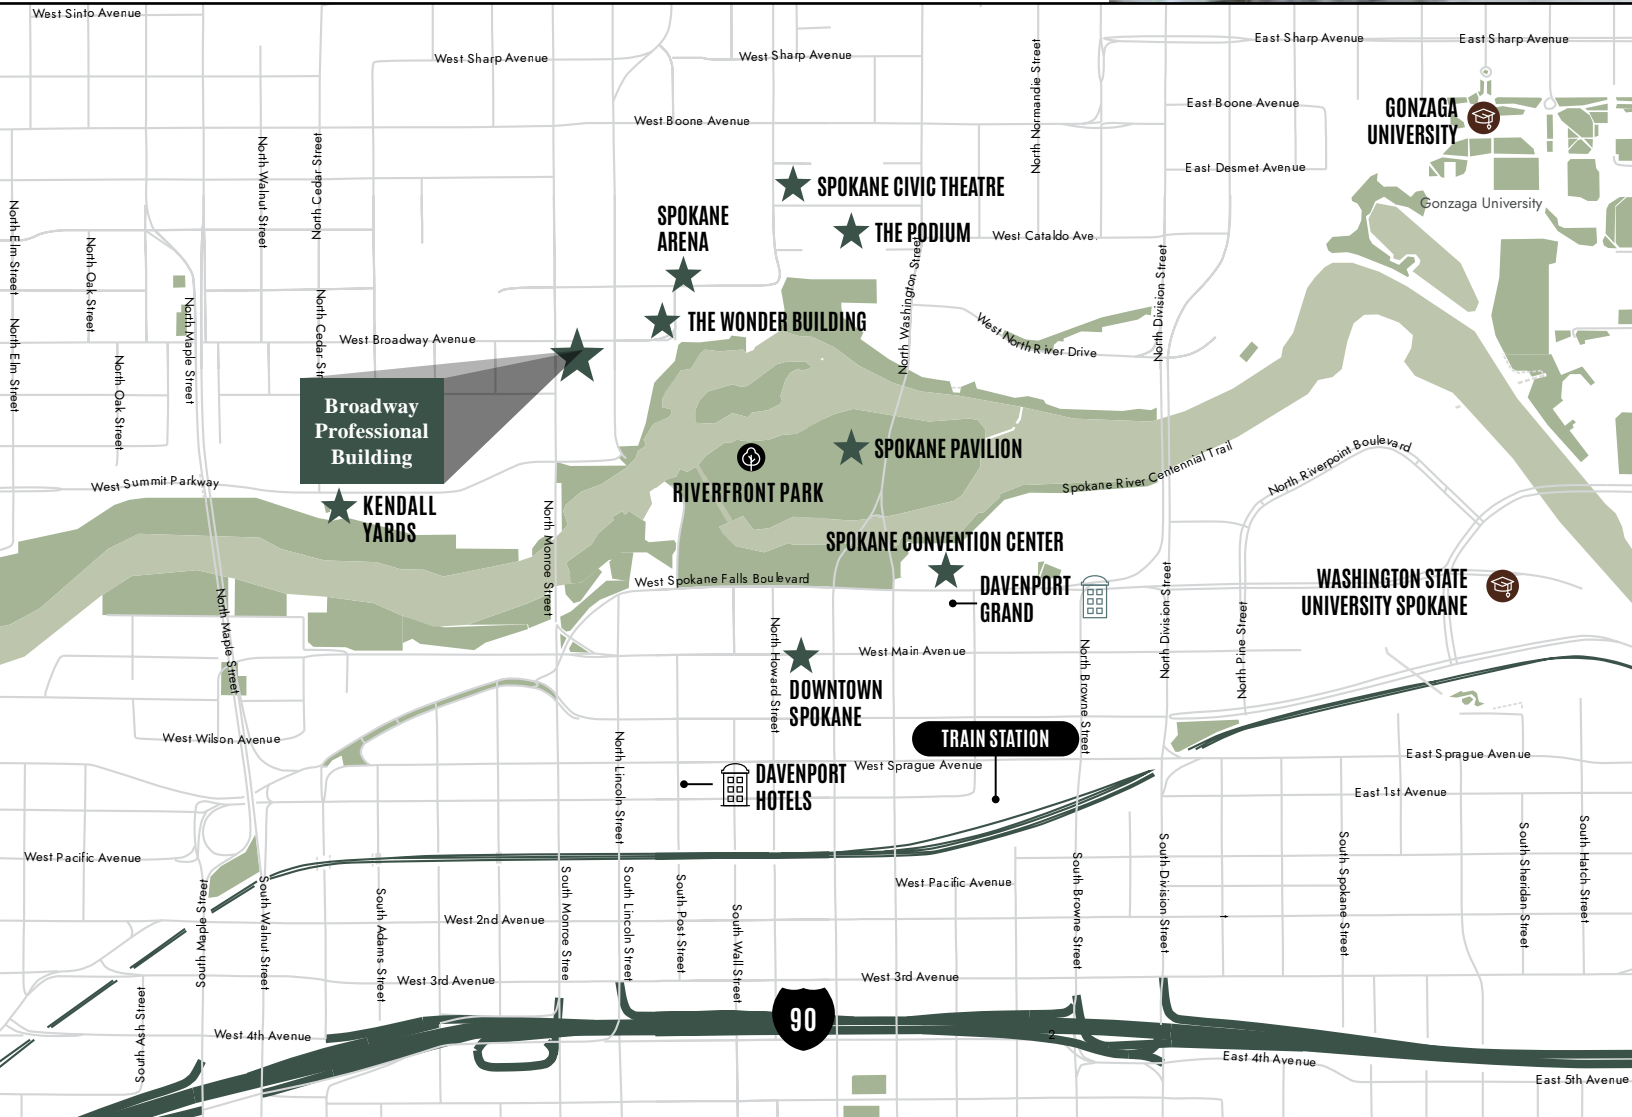 West Sinto Avenue
West Sharp Avenue
West Sharp Avenue
East Sharp Avenue
East Sharp Avenue
North Normandie Street
West Boone Avenue
East Boone Avenue
GONZAGA
UNIVERSITY
North Walnut Street
North Cedar Street
East Desmet Avenue
SPOKANE CIVIC THEATRE
Gonzaga University
SPOKANE
ARENA
THE PODIUM
West Cataldo Ave.
North Elm Street
North Oak Street
North Washington Street
North Division Street
North Maple Street
North Cedar Str
THE WONDER BUILDING
West North River Drive
North Elm Street
West Broadway Avenue
North Oak Street
Broadway
Professional
Building
SPOKANE PAVILION
Spokane River Centennial Trail
North Riverpoint Boulevard
West Summit Parkway
RIVERFRONT PARK
KENDALL
YARDS
North Monroe Street
SPOKANE CONVENTION CENTER
West Spokane Falls Boulevard
DAVENPORT
GRAND
WASHINGTON STATE
UNIVERSITY SPOKANE
North Maple Street
North Howard Street
West Main Avenue
North Browne Street
North Division Street
North Pine Street
DOWNTOWN
SPOKANE
TRAIN STATION
West Wilson Avenue
North Lincoln Street
West Sprague Avenue
East Sprague Avenue
DAVENPORT
HOTELS
East 1st Avenue
West Pacific Avenue
West Pacific Avenue
South Maple Street
South Walnut Street
South Adams Street
West 2nd Avenue
South Monroe Stree
South Lincoln Street
South Post Street
South Wall Street
South Browne Street
South Division Street
t
South Spokane Street
South Sheridan Street
South Hatch Street
West 3rd Avenue
West 3rd Avenue
South Ash Street
West 4th Avenue
90
2
East 4th Avenue
East 5th Avenue